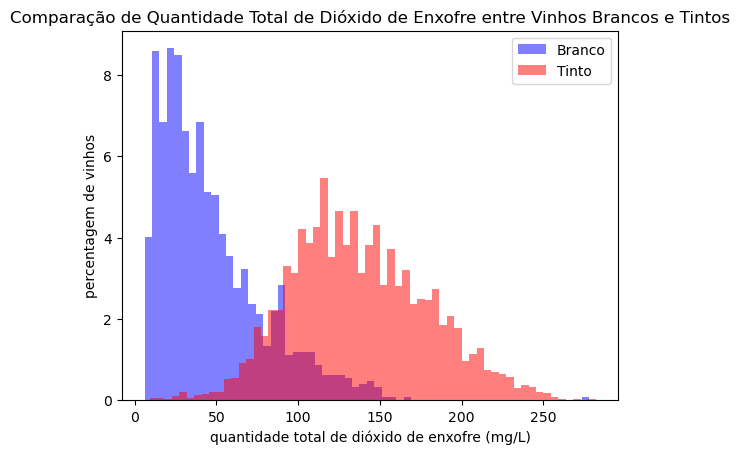 Comparação de Quantidade Total de Dióxido de Enxofre entre Vinhos Brancos e Tintos
Branco
Tinto
percentagem de vinhos
8
6
4
2
0
0 50 100 150 200 250
quantidade total de dióxido de enxofre (mg/L)